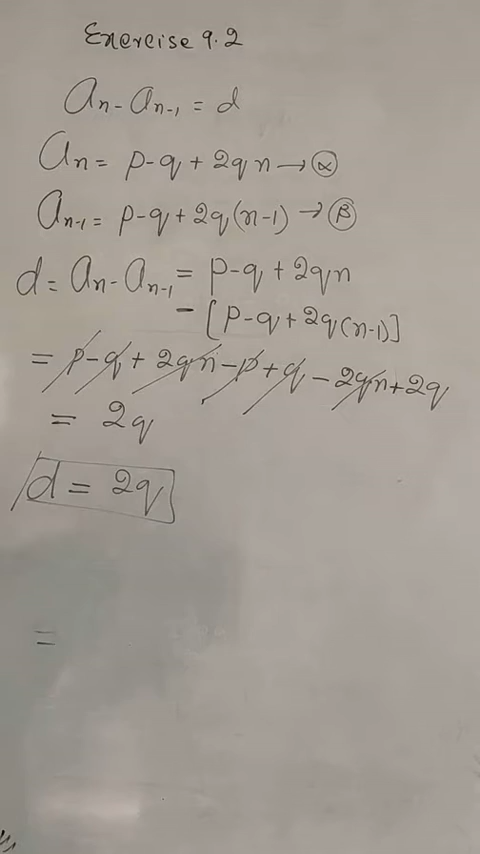 Exercise 9.2
an - an-1 = d
an = p-q + 2qn → α
an-1 = p-q + 2q(n-1) → β
d = an - an-1 = p-q + 2qn
- [p-q + 2q(n-1)]
= p-q + 2qn - p + q - 2qn + 2q
= 2q
d = 2q
=